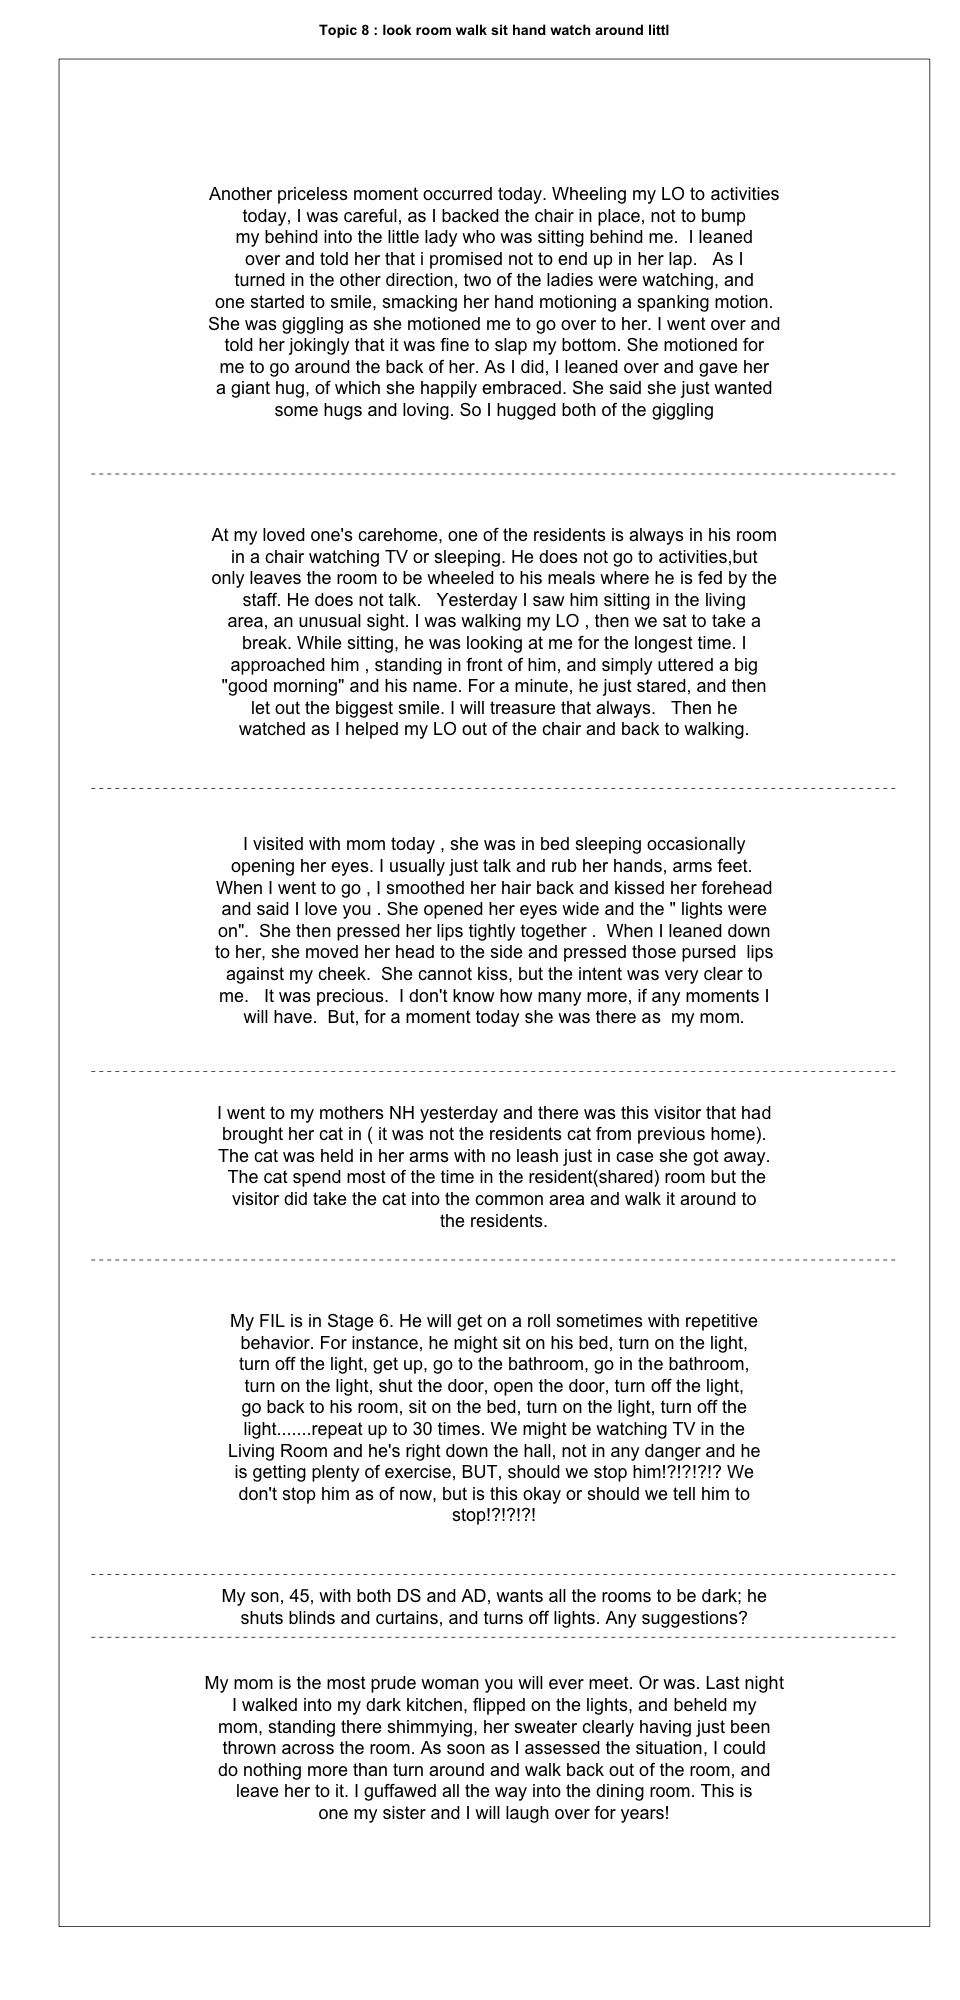 Topic 8 : look room walk sit hand watch around littl
Another priceless moment occurred today. Wheeling my LO to activities
today, I was careful, as I backed the chair in place, not to bump
my behind into the little lady who was sitting behind me.  I leaned
over and told her that i promised not to end up in her lap.   As I
turned in the other direction, two of the ladies were watching, and
one started to smile, smacking her hand motioning a spanking motion.
She was giggling as she motioned me to go over to her. I went over and
told her jokingly that it was fine to slap my bottom. She motioned for
me to go around the back of her. As I did, I leaned over and gave her
a giant hug, of which she happily embraced. She said she just wanted
some hugs and loving. So I hugged both of the giggling
At my loved one's carehome, one of the residents is always in his room
in a chair watching TV or sleeping. He does not go to activities,but
only leaves the room to be wheeled to his meals where he is fed by the
staff. He does not talk.   Yesterday I saw him sitting in the living
area, an unusual sight. I was walking my LO , then we sat to take a
break. While sitting, he was looking at me for the longest time. I
approached him , standing in front of him, and simply uttered a big
"good morning" and his name. For a minute, he just stared, and then
let out the biggest smile. I will treasure that always.   Then he
watched as I helped my LO out of the chair and back to walking.
I visited with mom today , she was in bed sleeping occasionally
opening her eyes. I usually just talk and rub her hands, arms feet.
When I went to go , I smoothed her hair back and kissed her forehead
and said I love you . She opened her eyes wide and the " lights were
on".  She then pressed her lips tightly together .  When I leaned down
to her, she moved her head to the side and pressed those pursed  lips
against my cheek.  She cannot kiss, but the intent was very clear to
me.   It was precious.  I don't know how many more, if any moments I
will have.  But, for a moment today she was there as  my mom.
I went to my mothers NH yesterday and there was this visitor that had
brought her cat in ( it was not the residents cat from previous home).
The cat was held in her arms with no leash just in case she got away.
The cat spend most of the time in the resident(shared) room but the
visitor did take the cat into the common area and walk it around to
the residents.
My FIL is in Stage 6. He will get on a roll sometimes with repetitive
behavior. For instance, he might sit on his bed, turn on the light,
turn off the light, get up, go to the bathroom, go in the bathroom,
turn on the light, shut the door, open the door, turn off the light,
go back to his room, sit on the bed, turn on the light, turn off the
light.......repeat up to 30 times. We might be watching TV in the
Living Room and he's right down the hall, not in any danger and he
is getting plenty of exercise, BUT, should we stop him!?!?!?!? We
don't stop him as of now, but is this okay or should we tell him to
stop!?!?!?!
My son, 45, with both DS and AD, wants all the rooms to be dark; he
shuts blinds and curtains, and turns off lights. Any suggestions?
My mom is the most prude woman you will ever meet. Or was. Last night
I walked into my dark kitchen, flipped on the lights, and beheld my
mom, standing there shimmying, her sweater clearly having just been
thrown across the room. As soon as I assessed the situation, I could
do nothing more than turn around and walk back out of the room, and
leave her to it. I guffawed all the way into the dining room. This is
one my sister and I will laugh over for years!